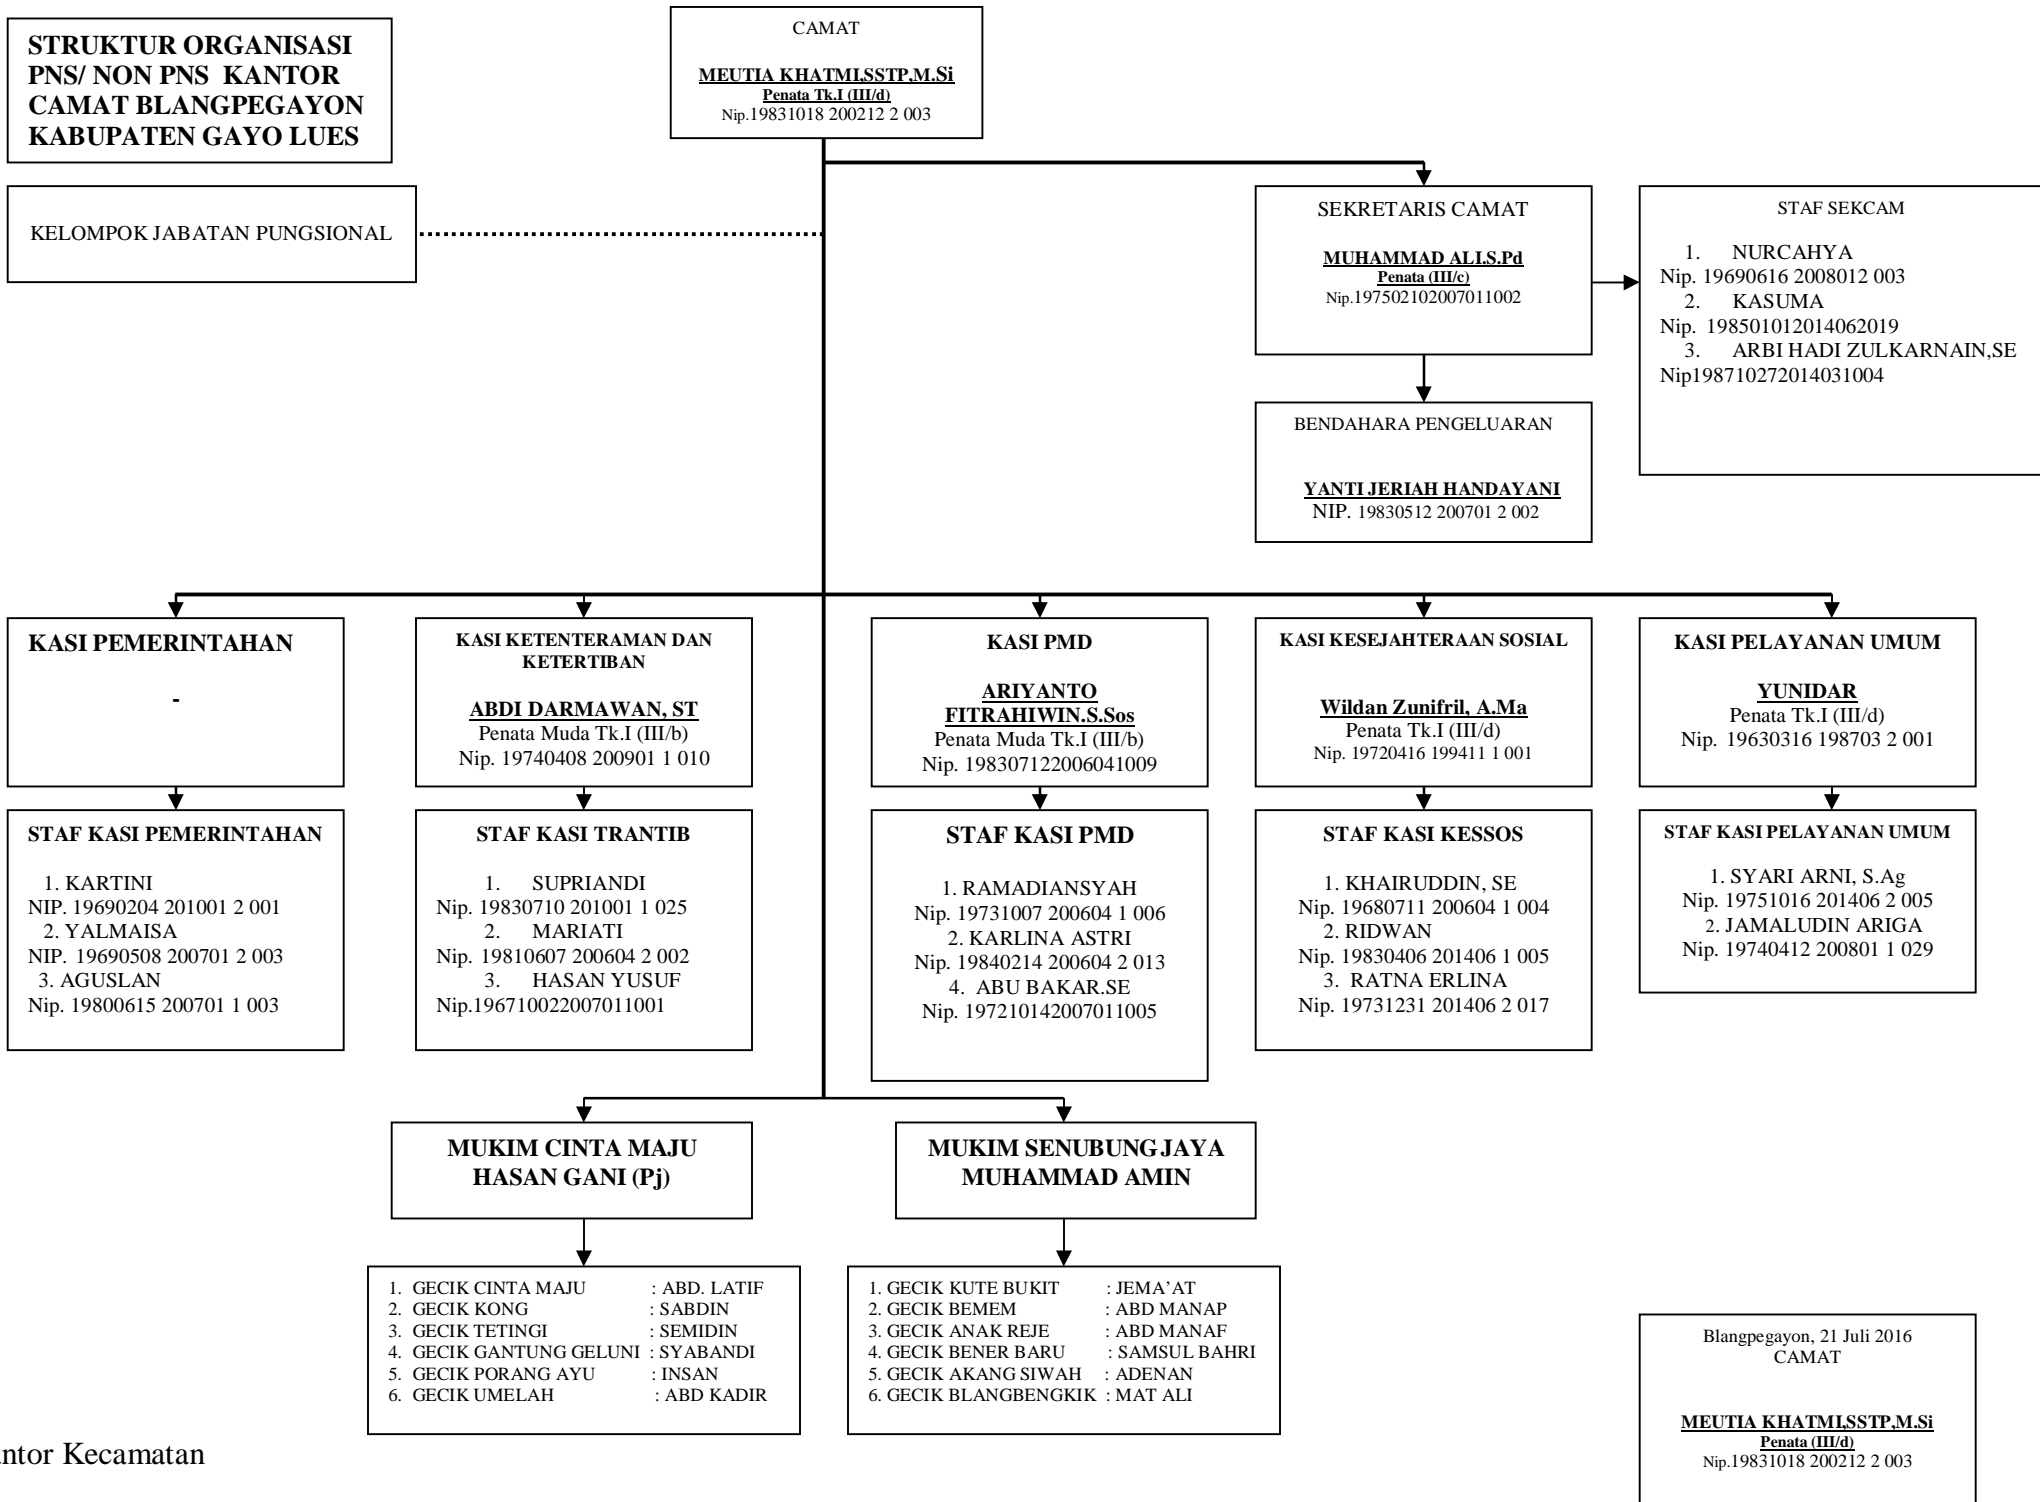 STRUKTUR ORGANISASI
PNS/ NON PNS KANTOR
CAMAT BLANGPEGAYON
KABUPATEN GAYO LUES
CAMAT
MEUTIA KHATMI,SSTP,M.Si
Penata Tk.I (III/d)
Nip.19831018 200212 2 003
KELOMPOK JABATAN PUNGSIONAL
SEKRETARIS CAMAT
MUHAMMAD ALI.S.Pd
Penata (III/c)
Nip.197502102007011002
STAF SEKCAM
1. NURCAHYA
Nip. 19690616 2008012 003
2. KASUMA
Nip. 198501012014062019
3. ARBI HADI ZULKARNAIN,SE
Nip198710272014031004
BENDAHARA PENGELUARAN
YANTI JERIAH HANDAYANI
NIP. 19830512 200701 2 002
KASI PEMERINTAHAN
-
KASI KETENTERAMAN DAN
KETERTIBAN
ABDI DARMAWAN, ST
Penata Muda Tk.I (III/b)
Nip. 19740408 200901 1 010
KASI PMD
ARIYANTO
FITRAHIWIN.S.Sos
Penata Muda Tk.I (III/b)
Nip. 198307122006041009
KASI KESEJAHTERAAN SOSIAL
Wildan Zunifril, A.Ma
Penata Tk.I (III/d)
Nip. 19720416 199411 1 001
KASI PELAYANAN UMUM
YUNIDAR
Penata Tk.I (III/d)
Nip. 19630316 198703 2 001
STAF KASI PEMERINTAHAN
1. KARTINI
NIP. 19690204 201001 2 001
2. YALMAISA
NIP. 19690508 200701 2 003
3. AGUSLAN
Nip. 19800615 200701 1 003
STAF KASI TRANTIB
1. SUPRIANDI
Nip. 19830710 201001 1 025
2. MARIATI
Nip. 19810607 200604 2 002
3. HASAN YUSUF
Nip.196710022007011001
STAF KASI PMD
1. RAMADIANSYAH
Nip. 19731007 200604 1 006
2. KARLINA ASTRI
Nip. 19840214 200604 2 013
4. ABU BAKAR.SE
Nip. 197210142007011005
STAF KASI KESSOS
1. KHAIRUDDIN, SE
Nip. 19680711 200604 1 004
2. RIDWAN
Nip. 19830406 201406 1 005
3. RATNA ERLINA
Nip. 19731231 201406 2 017
STAF KASI PELAYANAN UMUM
1. SYARI ARNI, S.Ag
Nip. 19751016 201406 2 005
2. JAMALUDIN ARIGA
Nip. 19740412 200801 1 029
MUKIM CINTA MAJU
HASAN GANI (Pj)
MUKIM SENUBUNG JAYA
MUHAMMAD AMIN
1. GECIK CINTA MAJU : ABD. LATIF
2. GECIK KONG : SABDIN
3. GECIK TETINGI : SEMIDIN
4. GECIK GANTUNG GELUNI : SYABANDI
5. GECIK PORANG AYU : INSAN
6. GECIK UMELAH : ABD KADIR
1. GECIK KUTE BUKIT : JEMA'AT
2. GECIK BEMEM : ABD MANAP
3. GECIK ANAK REJE : ABD MANAF
4. GECIK BENER BARU : SAMSUL BAHRI
5. GECIK AKANG SIWAH : ADENAN
6. GECIK BLANGBENGKIK : MAT ALI
Blangpegayon, 21 Juli 2016
CAMAT
MEUTIA KHATMI,SSTP,M.Si
Penata (III/d)
Nip.19831018 200212 2 003
ntor Kecamatan